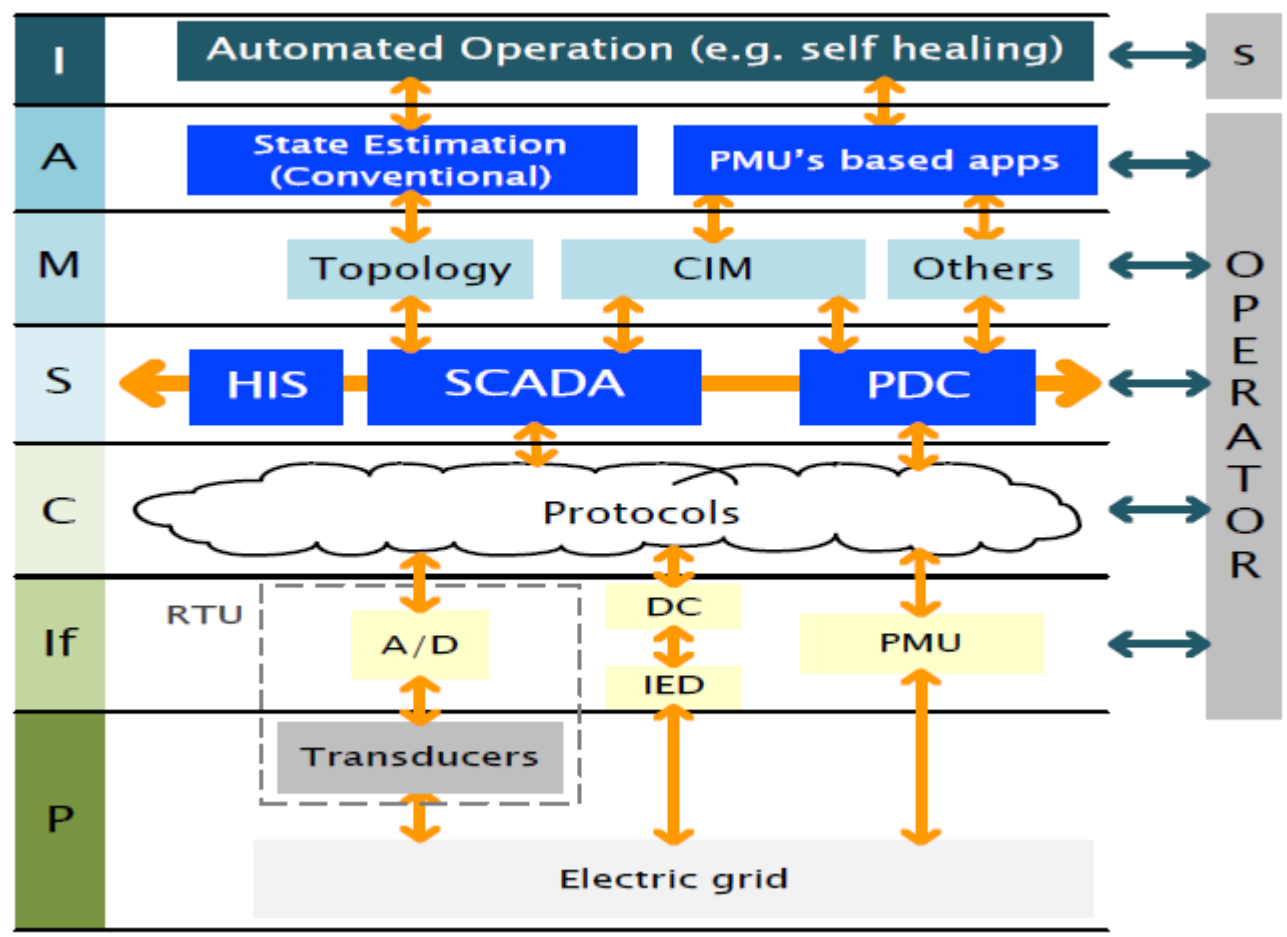 I
Automated Operation (e.g. self healing)
s
A
State Estimation
(Conventional)
PMU's based apps
M
Topology
CIM
Others
S
HIS
SCADA
PDC
OPERATOR
C
Protocols
If
RTU
A/D
DC
IED
PMU
P
Transducers
Electric grid